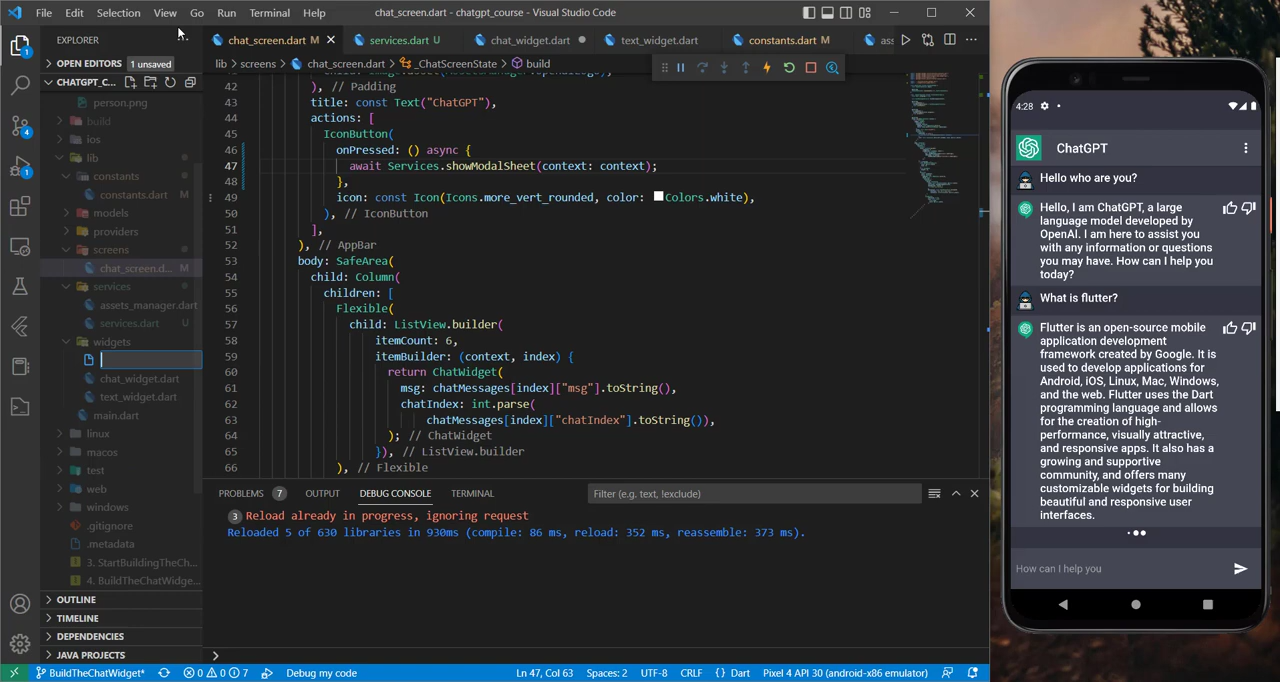 File Edit Selection View Go Run Terminal Help
chat_screen.dart - chatgpt_course - Visual Studio Code
EXPLORER
OPEN EDITORS 1 unsaved
CHATGPT_C...
person.png
build
ios
lib
constants
constants.dart M
models
providers
screens
chat_screen.d... M
services
assets_manager.dart
services.dart U
widgets
chat_widget.dart
text_widget.dart
main.dart
linux
macos
test
web
windows
.gitignore
.metadata
3. StartBuildingTheCh...
4. BuildTheChatWidge...
OUTLINE
TIMELINE
DEPENDENCIES
JAVA PROJECTS
1
4
1
chat_screen.dart M
services.dart U
chat_widget.dart
text_widget.dart
constants.dart M
ass
lib > screens > chat_screen.dart > _ChatScreenState > build
42 ), // Padding
43 title: const Text("ChatGPT"),
44 actions: [
45 IconButton(
46 onPressed: () async {
47 await Services.showModalSheet(context: context);
48 },
49 icon: const Icon(Icons.more_vert_rounded, color: Colors.white),
50 ), // IconButton
51 ],
52 ), // AppBar
53 body: SafeArea(
54 child: Column(
55 children: [
56 Flexible(
57 child: ListView.builder(
58 itemCount: 6,
59 itemBuilder: (context, index) {
60 return ChatWidget(
61 msg: chatMessages[index]["msg"].toString(),
62 chatIndex: int.parse(
63 chatMessages[index]["chatIndex"].toString()),
64 ); // ChatWidget
65 }), // ListView.builder
66 ), // Flexible
PROBLEMS 7 OUTPUT DEBUG CONSOLE TERMINAL
Filter (e.g. text, !exclude)
3 Reload already in progress, ignoring request
Reloaded 5 of 630 libraries in 930ms (compile: 86 ms, reload: 352 ms, reassemble: 373 ms).
BuildTheChatWidget* 0 0 7 Debug my code
Ln 47, Col 63 Spaces: 2 UTF-8 CRLF {} Dart Pixel 4 API 30 (android-x86 emulator)
4:28
ChatGPT
Hello who are you?
Hello, I am ChatGPT, a large
language model developed by
OpenAI. I am here to assist you
with any information or questions
you may have. How can I help you
today?
What is flutter?
Flutter is an open-source mobile
application development
framework created by Google. It is
used to develop applications for
Android, iOS, Linux, Mac, Windows,
and the web. Flutter uses the Dart
programming language and allows
for the creation of high-
performance, visually attractive,
and responsive apps. It also has a
growing and supportive
community, and offers many
customizable widgets for building
beautiful and responsive user
interfaces.
How can I help you